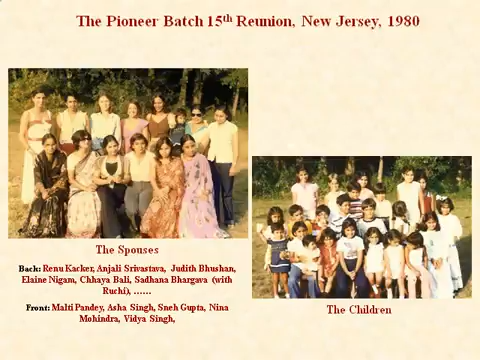 The Pioneer Batch 15th Reunion, New Jersey, 1980
The Spouses
Back: Renu Kacker, Anjali Srivastava, Judith Bhushan,
Elaine Nigam, Chhaya Bali, Sadhana Bhargava (with
Ruchi), ......
Front: Malti Pandey, Asha Singh, Sneh Gupta, Nina
Mohindra, Vidya Singh,
The Children